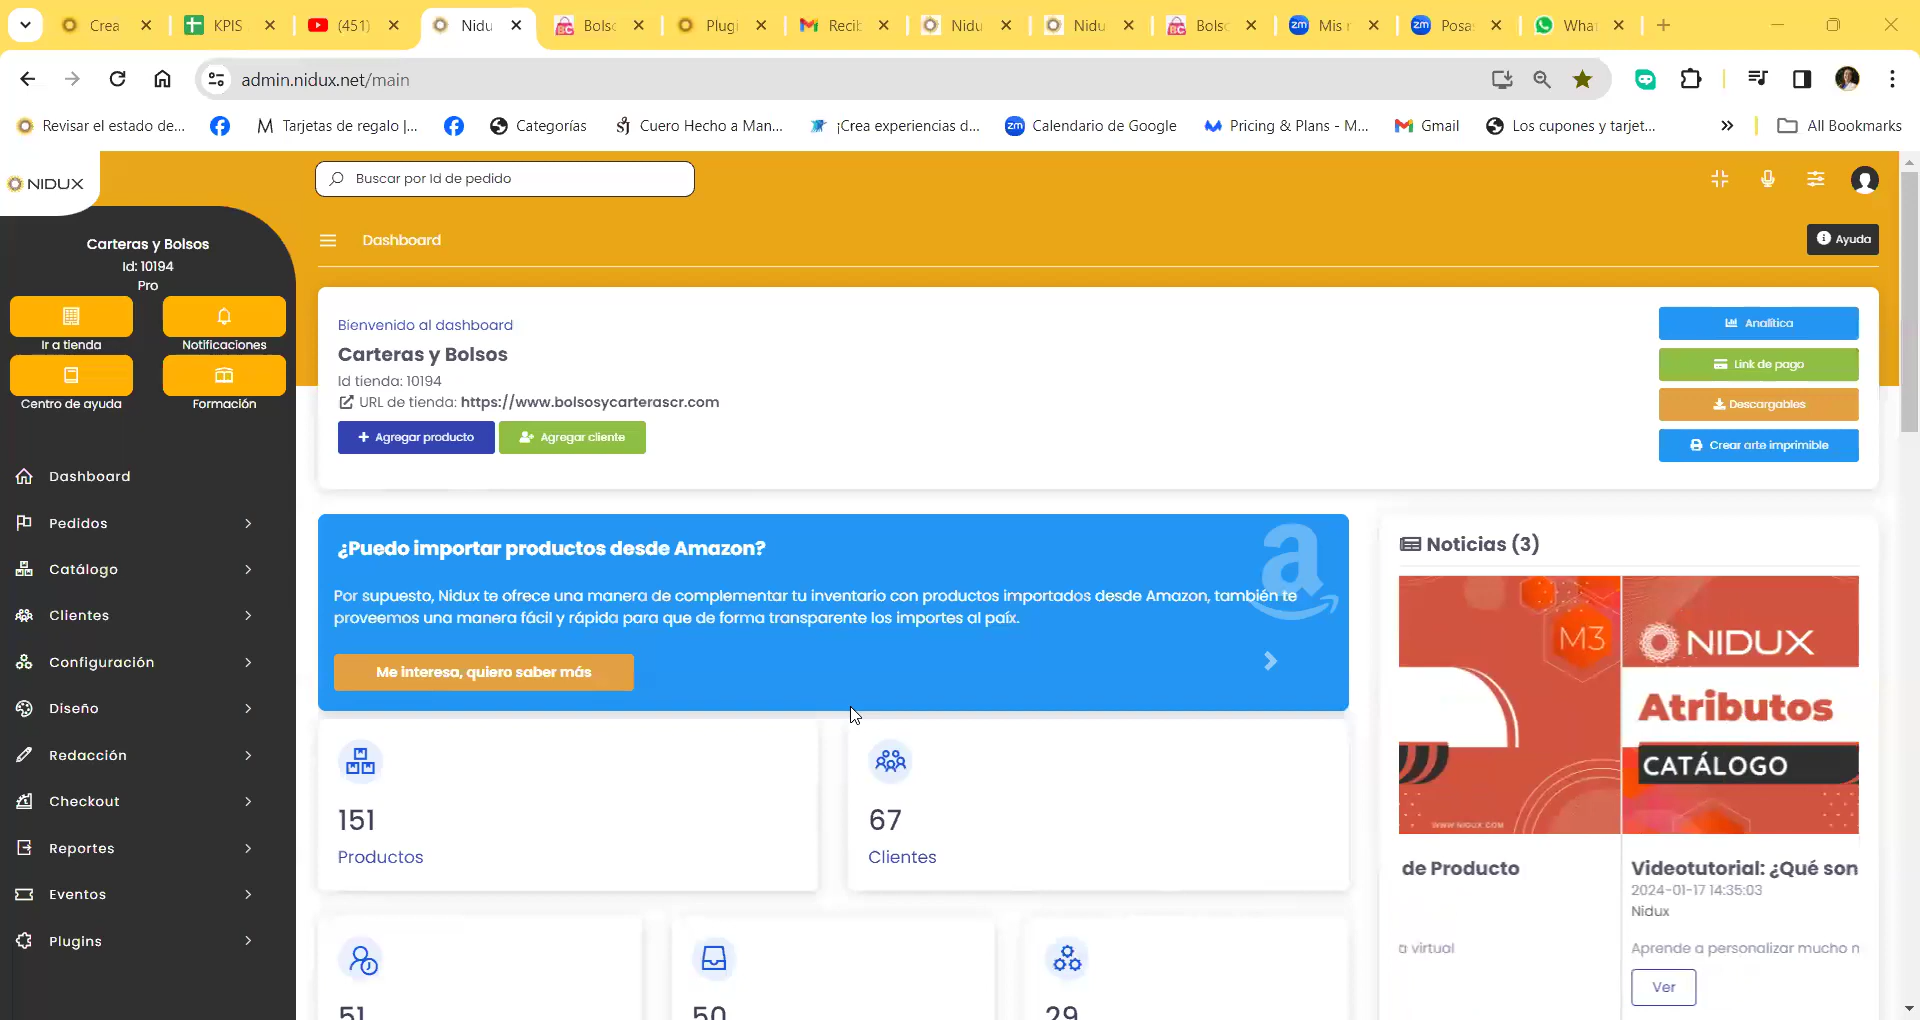 Crea
KPIS
(451)
Nidu
Bolsc
Plugi
Recib
Nidu
Nidu
Bolsc
Mis r
Posa
What
admin.nidux.net/main
Revisar el estado de...
Tarjetas de regalo |...
Categorías
Cuero Hecho a Man...
¡Crea experiencias d...
Calendario de Google
Pricing & Plans - M...
Gmail
Los cupones y tarjet...
All Bookmarks
NIDUX
Buscar por Id de pedido
Dashboard
Ayuda
Carteras y Bolsos
Id: 10194
Pro
Ir a tienda
Notificaciones
Centro de ayuda
Formación
Dashboard
Pedidos
Catálogo
Clientes
Configuración
Diseño
Redacción
Checkout
Reportes
Eventos
Plugins
Bienvenido al dashboard
Carteras y Bolsos
Id tienda: 10194
URL de tienda: https://www.bolsosycarterascr.com
Agregar producto
Agregar cliente
Analítica
Link de pago
Descargables
Crear arte imprimible
¿Puedo importar productos desde Amazon?
Por supuesto, Nidux te ofrece una manera de complementar tu inventario con productos importados desde Amazon, también te
proveemos una manera fácil y rápida para que de forma transparente los importes al país.
Me interesa, quiero saber más
151
Productos
67
Clientes
51
50
29
Noticias (3)
M3
WWW.NIDUX.COM
NIDUX
Atributos
CATÁLOGO
de Producto
a virtual
Videotutorial: ¿Qué son
2024-01-17 14:35:03
Nidux
Aprende a personalizar mucho m
Ver